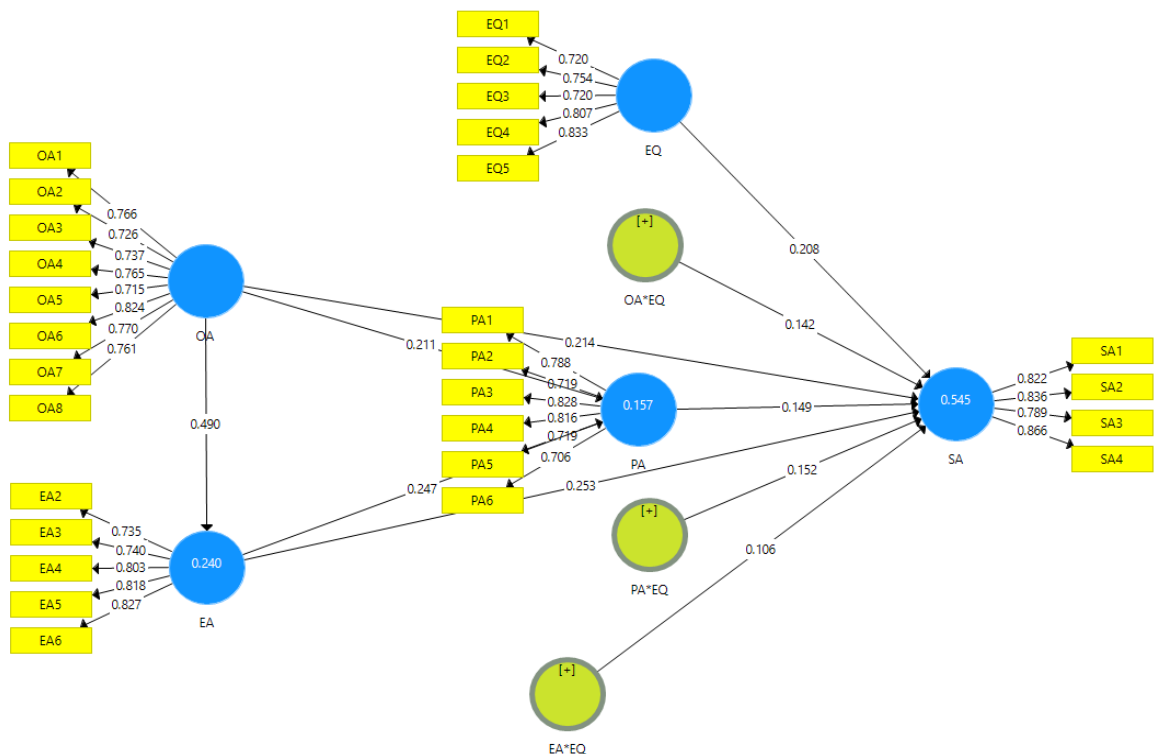 EQ1
EQ2
EQ3
EQ4
EQ5
0.720
0.754
0.720
0.807
0.833
EQ
OA1
OA2
OA3
OA4
OA5
OA6
OA7
OA8
0.766
0.726
0.737
0.765
0.715
0.824
0.770
0.761
OA
[+]
OA*EQ
0.208
0.142
0.211
0.214
0.490
PA1
PA2
PA3
PA4
PA5
PA6
0.788
0.719
0.828
0.816
0.719
0.706
0.157
PA
0.149
0.545
SA
0.822
0.836
0.789
0.866
SA1
SA2
SA3
SA4
0.247
0.253
0.152
0.106
EA2
EA3
EA4
EA5
EA6
0.735
0.740
0.803
0.818
0.827
0.240
EA
[+]
PA*EQ
[+]
EA*EQ